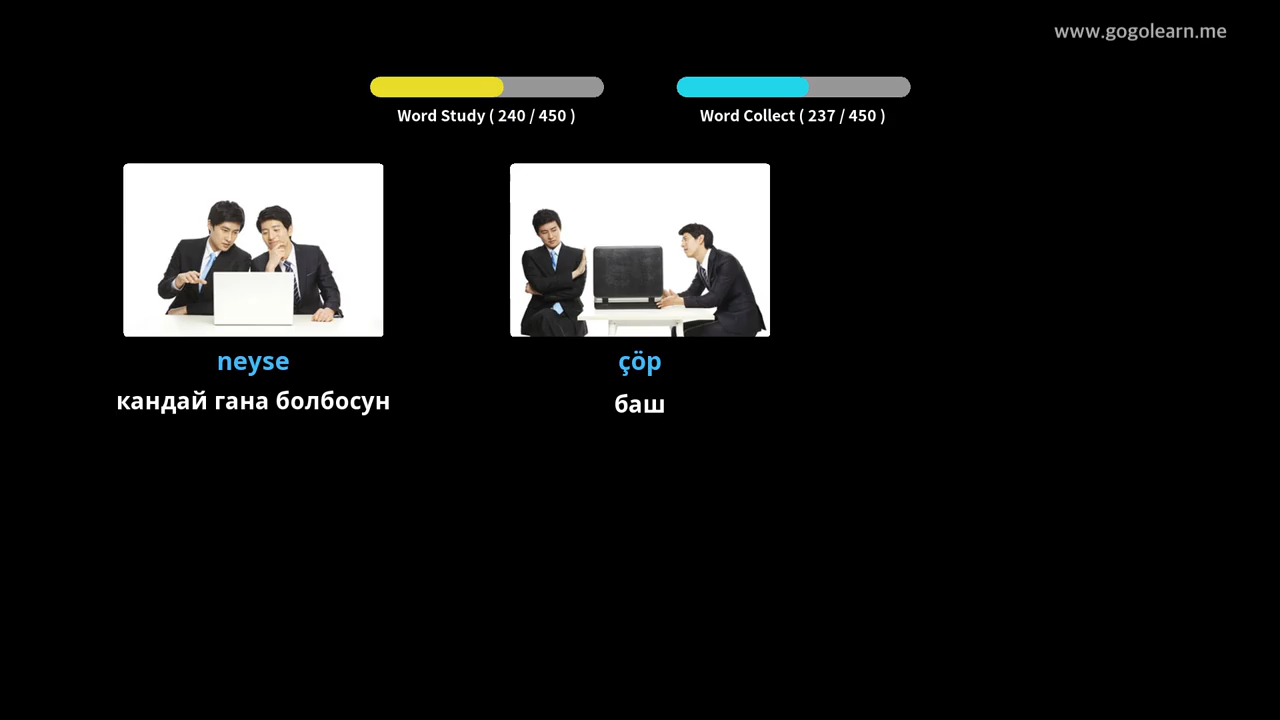 www.gogolearn.me
Word Study ( 240 / 450 )
Word Collect ( 237 / 450 )
neyse
кандай гана болбосун
çöp
баш